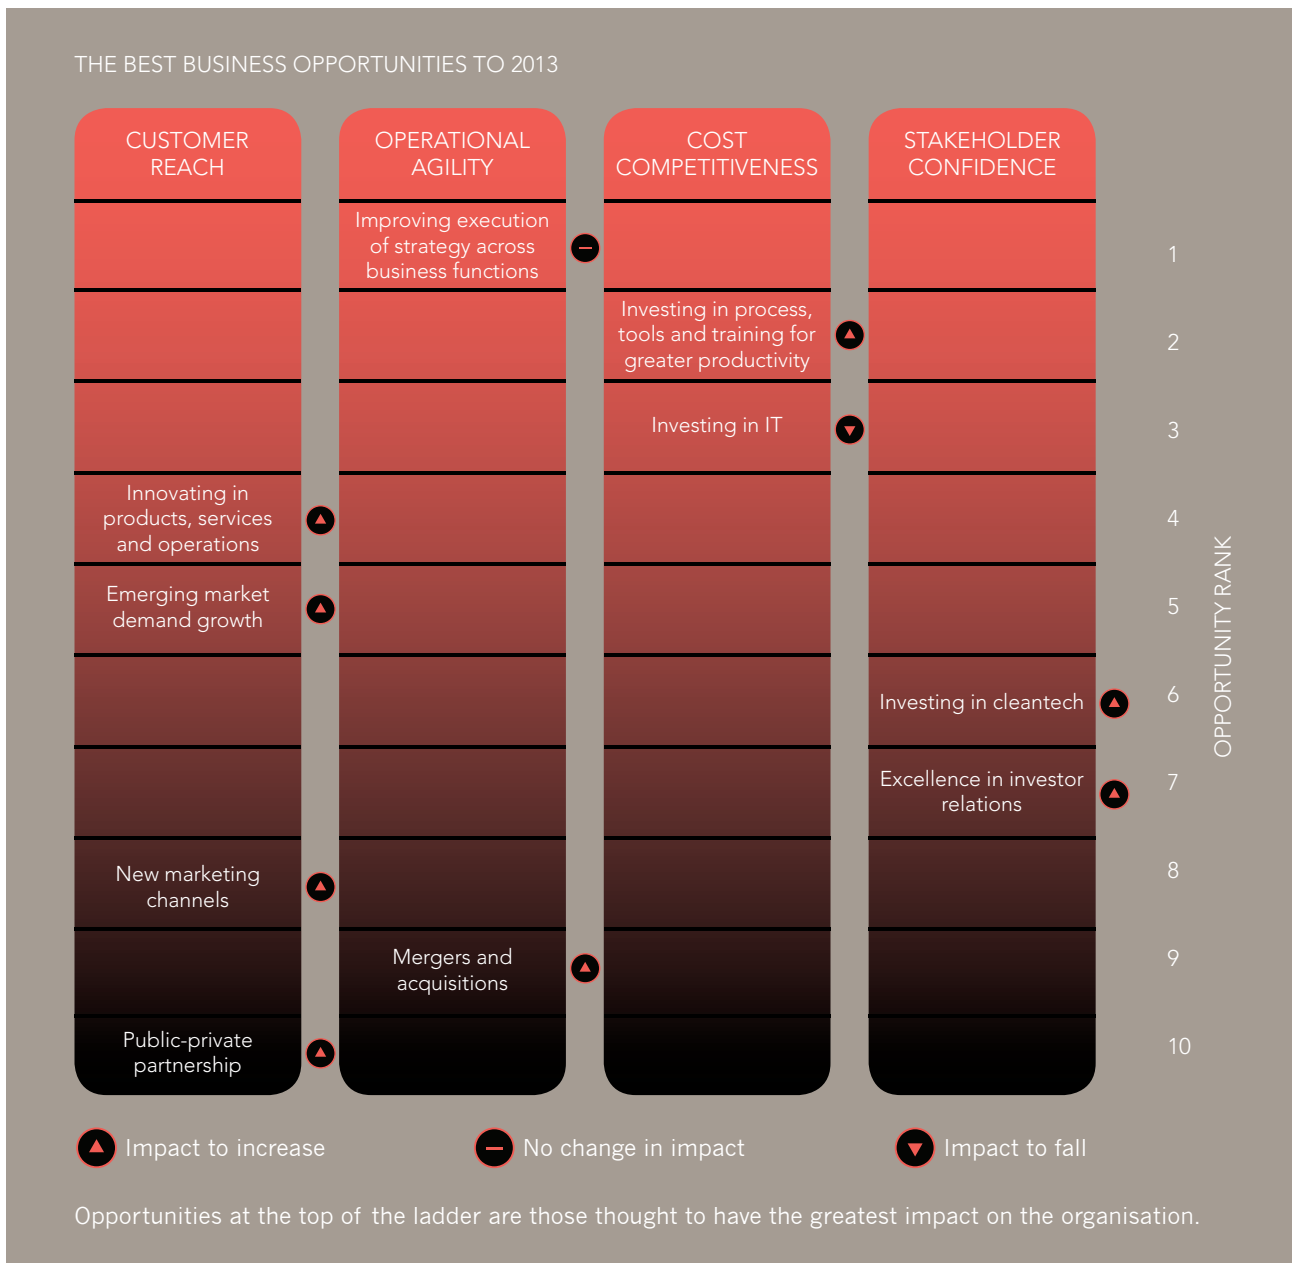 THE BEST BUSINESS OPPORTUNITIES TO 2013
CUSTOMER
REACH
OPERATIONAL
AGILITY
COST
COMPETITIVENESS
STAKEHOLDER
CONFIDENCE
Improving execution
of strategy across
business functions
1
Investing in process,
tools and training for
greater productivity
2
Investing in IT
3
Innovating in
products, services
and operations
4
Emerging market
demand growth
5
Investing in cleantech
6
Excellence in investor
relations
7
New marketing
channels
8
Mergers and
acquisitions
9
Public-private
partnership
10
OPPORTUNITY RANK
Impact to increase
No change in impact
Impact to fall
Opportunities at the top of the ladder are those thought to have the greatest impact on the organisation.